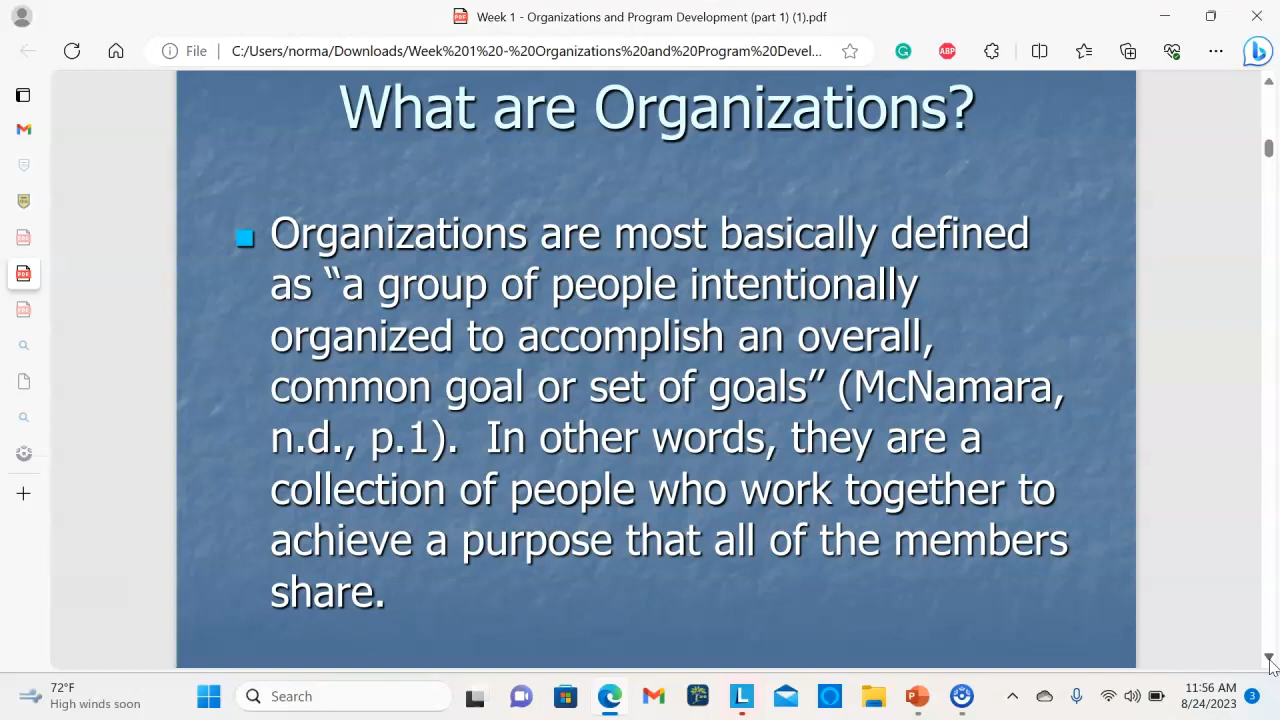 Week 1 - Organizations and Program Development (part 1) (1).pdf
File
C:/Users/norma/Downloads/Week%201%20-%20Organizations%20and%20Program%20Devel...
ABP
What are Organizations?
Organizations are most basically defined
as “a group of people intentionally
organized to accomplish an overall,
common goal or set of goals” (McNamara,
n.d., p.1).  In other words, they are a
collection of people who work together to
achieve a purpose that all of the members
share.
72°F
High winds soon
Search
11:56 AM
8/24/2023
3